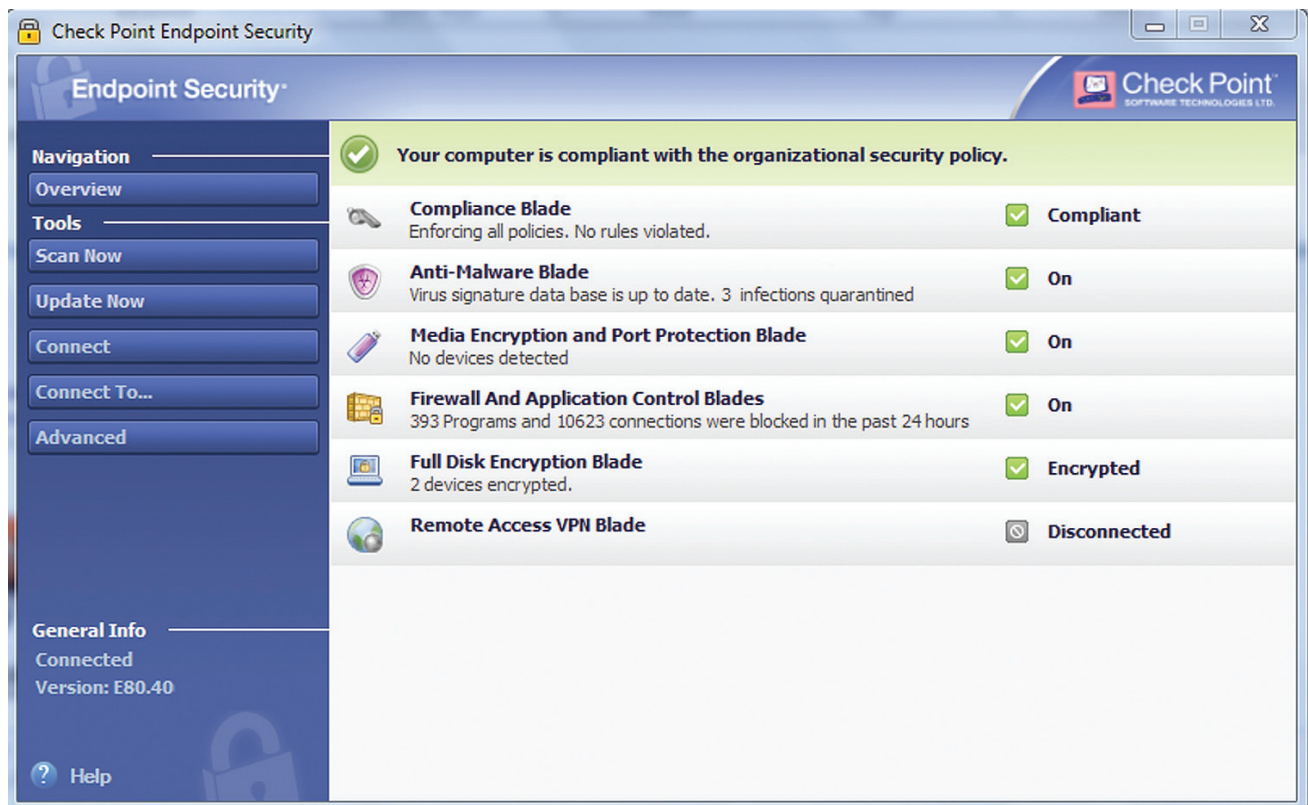 Check Point Endpoint Security
Endpoint Security
Check Point
SOFTWARE TECHNOLOGIES LTD.
Navigation
Overview
Tools
Scan Now
Update Now
Connect
Connect To...
Advanced
General Info
Connected
Version: E80.40
Help
Your computer is compliant with the organizational security policy.
Compliance Blade
Enforcing all policies. No rules violated.
Compliant
Anti-Malware Blade
Virus signature data base is up to date. 3 infections quarantined
On
Media Encryption and Port Protection Blade
No devices detected
On
Firewall And Application Control Blades
393 Programs and 10623 connections were blocked in the past 24 hours
On
Full Disk Encryption Blade
2 devices encrypted.
Encrypted
Remote Access VPN Blade
Disconnected